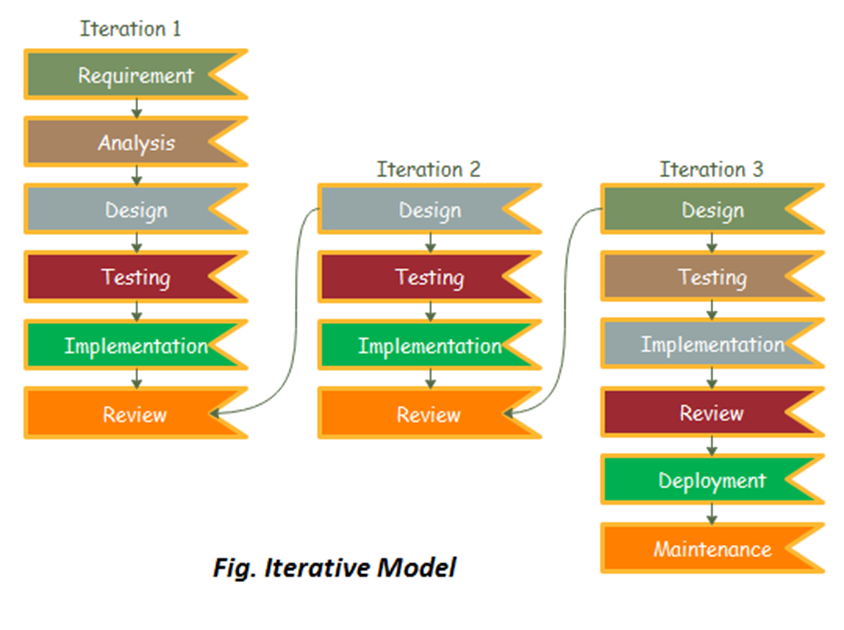 Iteration 1
Requirement
Analysis
Design
Testing
Implementation
Review
Iteration 2
Design
Testing
Implementation
Review
Iteration 3
Design
Testing
Implementation
Review
Deployment
Maintenance
Fig. Iterative Model